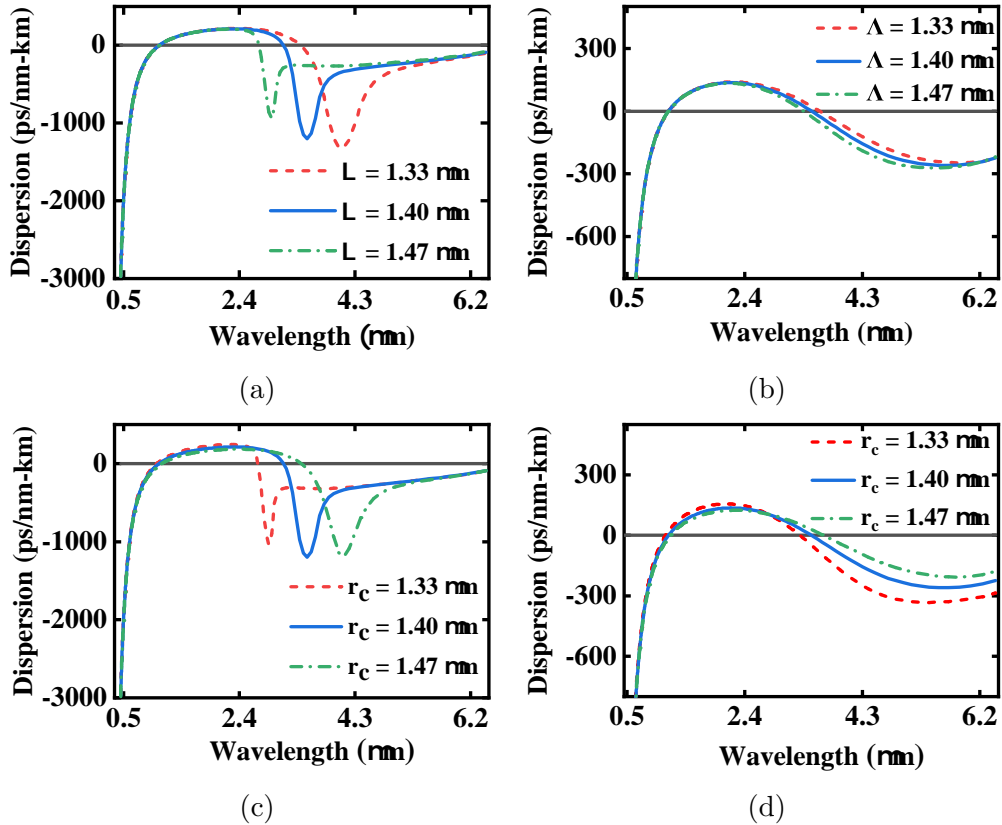 0
-1000
-2000
-3000
Dispersion (ps/nm-km)
L = 1.33 mm
L = 1.40 mm
L = 1.47 mm
0.5 2.4 4.3 6.2
Wavelength (mm)
(a)
300
0
-300
-600
Dispersion (ps/nm-km)
Λ = 1.33 mm
Λ = 1.40 mm
Λ = 1.47 mm
0.5 2.4 4.3 6.2
Wavelength (mm)
(b)
0
-1000
-2000
-3000
Dispersion (ps/nm-km)
rc = 1.33 mm
rc = 1.40 mm
rc = 1.47 mm
0.5 2.4 4.3 6.2
Wavelength (mm)
(c)
300
0
-300
-600
Dispersion (ps/nm-km)
rc = 1.33 mm
rc = 1.40 mm
rc = 1.47 mm
0.5 2.4 4.3 6.2
Wavelength (mm)
(d)